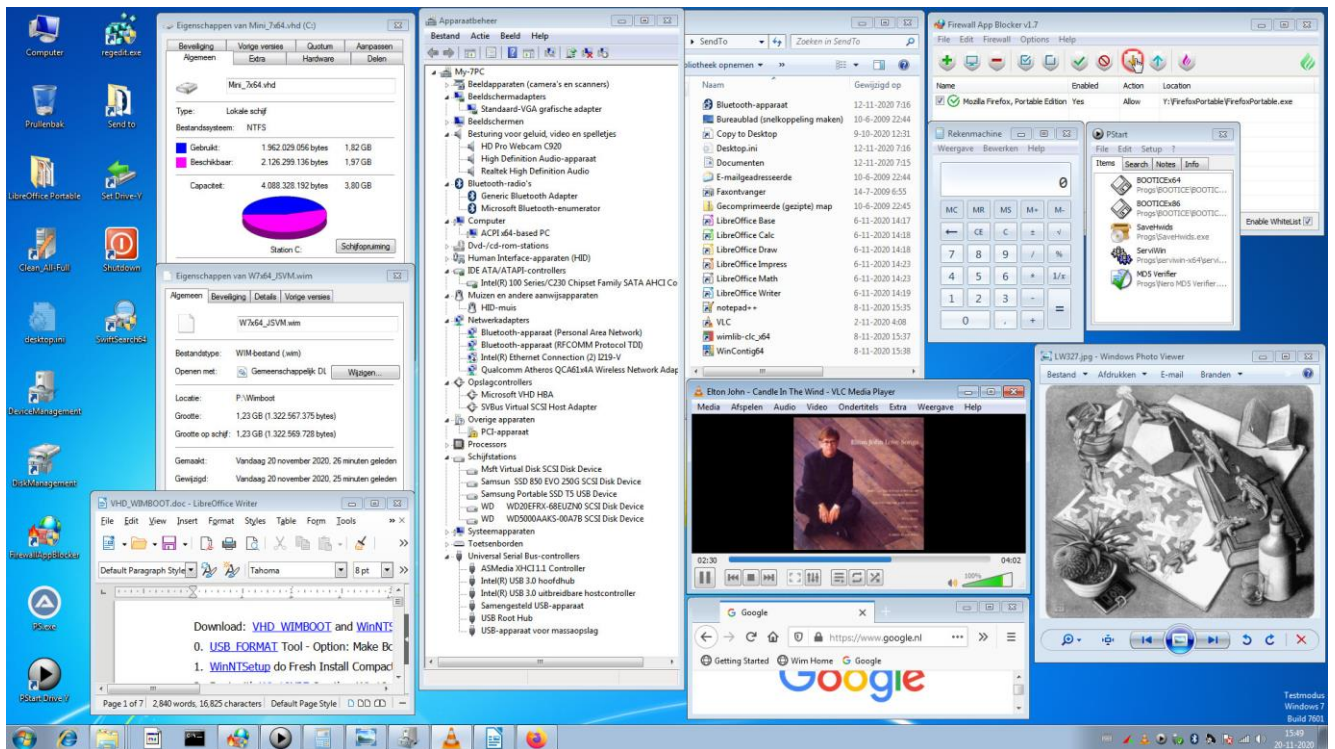 Computer
regedit.exe
Prullenbak
Send to
LibreOffice Portable
Set Drive-Y
Clean_All-Full
Shutdown
desktop.ini
SwiftSearch64
DeviceManagement
DiskManagement
FirewallAppBlocker
PStart Drive-Y
Eigenschappen van Mini_7x64.vhd (C:)
Beveiliging Vorige versies Quotum Aanpassen
Algemeen Extra Hardware Delen
Mini_7x64.vhd
Type: Lokale schijf
Bestandssysteem: NTFS
Gebruikt: 1.962.029.056 bytes 1,82 GB
Beschikbaar: 2.126.299.136 bytes 1,97 GB
Capaciteit: 4.088.328.192 bytes 3,80 GB
Station C:
Schijfopruiming
Eigenschappen van W7x64_JSVM.wim
Algemeen Beveiliging Details Vorige versies
W7x64_JSVM.wim
Bestandstype: WIM-bestand (.wim)
Openen met: Gemeenschappelijk DL Wijzigen...
Locatie: P:\Wimboot
Grootte: 1,23 GB (1.322.567.375 bytes)
Grootte op schijf: 1,23 GB (1.322.569.728 bytes)
Gemaakt: Vandaag 20 november 2020, 26 minuten geleden
Gewijzigd: Vandaag 20 november 2020, 25 minuten geleden
VHD_WIMBOOT.doc - LibreOffice Writer
File Edit View Insert Format Styles Table Form Tools
Default Paragraph Style Tahoma 8 pt
Download: VHD_WIMBOOT and WinNTS
0. USB_FORMAT Tool - Option: Make Bo
1. WinNTSetup do Fresh Install Compact
Page 1 of 7 2,840 words, 16,825 characters Default Page Style
Apparaatbeheer
Bestand Actie Beeld Help
My-7PC
Beeldapparaten (camera's en scanners)
Beeldschermadapters
Standard-VGA grafische adapter
Beeldschermen
Besturing voor geluid, video en spelletjes
HD Pro Webcam C920
High Definition Audio-apparaat
Realtek High Definition Audio
Bluetooth-radio's
Generic Bluetooth Adapter
Microsoft Bluetooth-enumerator
Computer
ACPI x64-based PC
Dvd-/cd-rom-stations
Human Interface-apparaten (HID)
IDE ATA/ATAPI-controllers
Intel(R) 100 Series/C230 Chipset Family SATA AHCI Co
Muizen en andere aanwijsapparaten
HID-muis
Netwerkadapters
Bluetooth-apparaat (Personal Area Network)
Bluetooth-apparaat (RFCOMM Protocol TDI)
Intel(R) Ethernet Connection (2) I219-V
Qualcomm Atheros QCA61x4A Wireless Network Adap
Opslagcontrollers
Microsoft VHD HBA
SVBus Virtual SCSI Host Adapter
Overige apparaten
PCI-apparaat
Processors
Schijfstations
Msft Virtual Disk SCSI Disk Device
Samsun SSD 850 EVO 250G SCSI Disk Device
Samsung Portable SSD T5 USB Device
WD WD20EFRX-68EUZN0 SCSI Disk Device
WD WD5000AAKS-00A7B SCSI Disk Device
Systeemapparaten
Toetsenborden
Universal Serial Bus-controllers
ASMedia XHCI1.1 Controller
Intel(R) USB 3.0 hoofdhub
Intel(R) USB 3.0 uitbreidbare hostcontroller
Samengesteld USB-apparaat
USB Root Hub
USB-apparaat voor massaopslag
SendTo Zoeken in SendTo
bliotheek opnemen »
Naam Gewijzigd op
Bluetooth-apparaat 12-11-2020 7:16
Bureaublad (snelkoppeling maken) 10-6-2009 22:44
Copy to Desktop 9-10-2020 12:31
Desktop.ini 12-11-2020 7:16
Documenten 12-11-2020 7:15
E-mailgeadresseerde 10-6-2009 22:44
Faxontvanger 14-7-2009 6:55
Gecomprimeerde (gezipte) map 10-6-2009 22:45
LibreOffice Base 6-11-2020 14:17
LibreOffice Calc 6-11-2020 14:18
LibreOffice Draw 6-11-2020 14:18
LibreOffice Impress 6-11-2020 14:23
LibreOffice Math 6-11-2020 14:23
LibreOffice Writer 6-11-2020 14:19
notepad++ 8-11-2020 15:35
VLC 2-11-2020 4:08
wimlib-clc_x64 8-11-2020 15:37
WinContig64 8-11-2020 15:38
Elton John - Candle In The Wind - VLC Media Player
Media Afspelen Audio Video Ondertitels Extra Weergave Help
Elton John Love Songs
02:30 04:02
100%
Google
https://www.google.nl
Getting Started Wim Home Google
Google
Firewall App Blocker v1.7
File Edit Firewall Options Help
Name Enabled Action Location
Mozilla Firefox, Portable Edition Yes Allow Y:\FirefoxPortable\FirefoxPortable.exe
Enable WhiteList
Rekenmachine
Weergave Bewerken Help
0
MC MR MS M+ M-
← CE C ± √
7 8 9 / %
4 5 6 * 1/x
1 2 3 - =
0 , +
PStart
File Edit Setup ?
Items Search Notes Info
BOOTICEx64
Progs\BOOTICE\BOOTIC...
BOOTICEx86
Progs\BOOTICE\BOOTIC...
SaveHwids
Progs\SaveHwids.exe
ServiWin
Progs\serviwin-x64\servi...
MD5 Verifier
Progs\Nero MD5 Verifier....
LW327.jpg - Windows Photo Viewer
Bestand Afdrukken E-mail Branden
Testmodus
Windows 7
Build 7601
15:49
20-11-2020